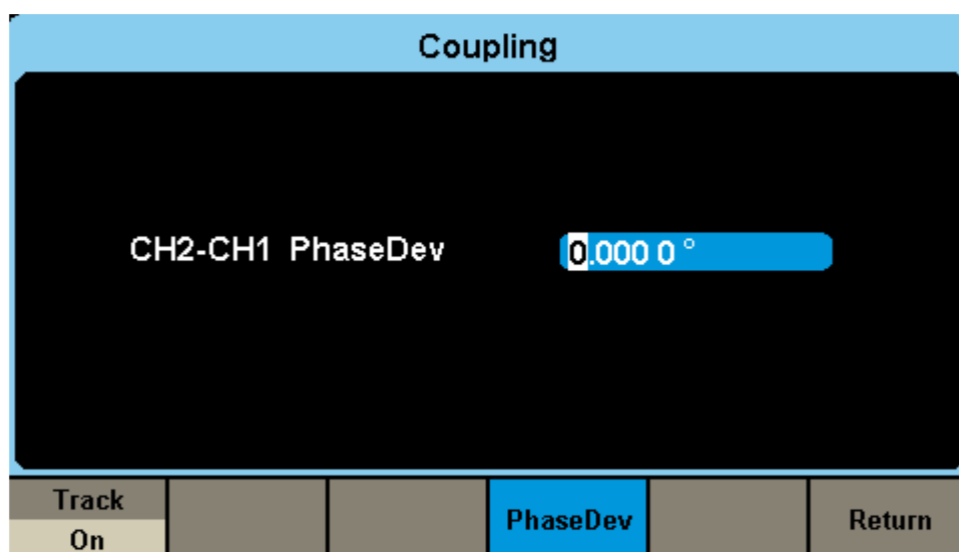 Coupling
CH2-CH1 PhaseDev 0.000 0 °
Track
On
PhaseDev
Return